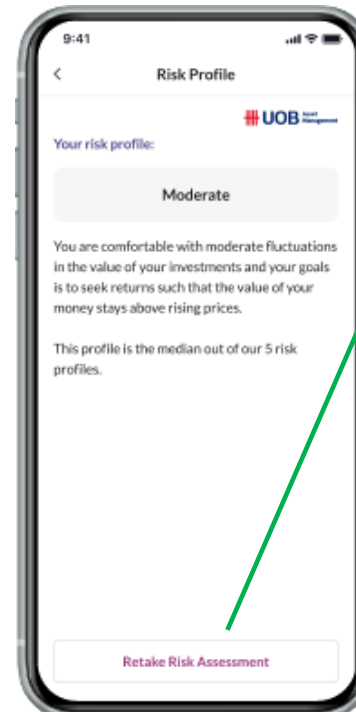 9:41
Risk Profile
UOB Asset Management
Your risk profile:
Moderate
You are comfortable with moderate fluctuations
in the value of your investments and your goals
is to seek returns such that the value of your
money stays above rising prices.
This profile is the median out of our 5 risk
profiles.
Retake Risk Assessment